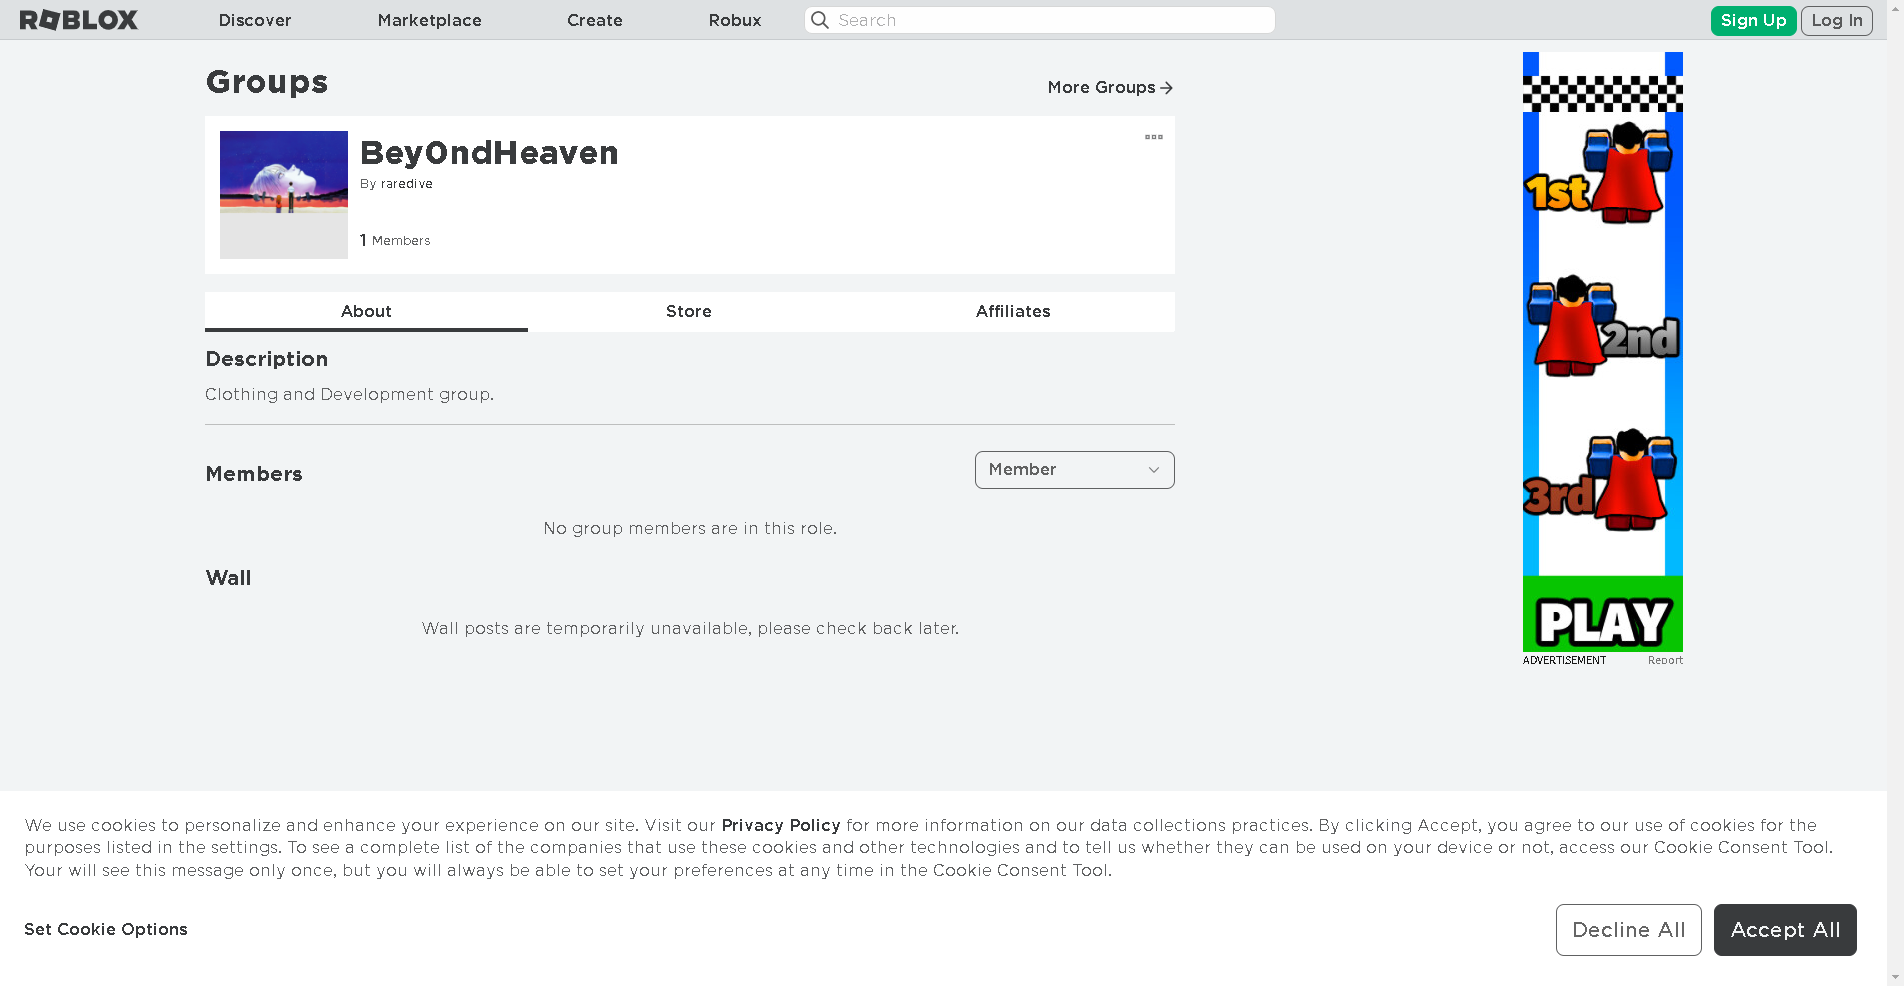 ROBLOX Discover Marketplace Create Robux Search Sign Up Log In
Groups
More Groups
Bey0ndHeaven
By raredive
1 Members
About Store Affiliates
Description
Clothing and Development group.
Members
Member
No group members are in this role.
Wall
Wall posts are temporarily unavailable, please check back later.
1st
2nd
3rd
PLAY
ADVERTISEMENT Report
We use cookies to personalize and enhance your experience on our site. Visit our Privacy Policy for more information on our data collections practices. By clicking Accept, you agree to our use of cookies for the
purposes listed in the settings. To see a complete list of the companies that use these cookies and other technologies and to tell us whether they can be used on your device or not, access our Cookie Consent Tool.
Your will see this message only once, but you will always be able to set your preferences at any time in the Cookie Consent Tool.
Set Cookie Options
Decline All
Accept All